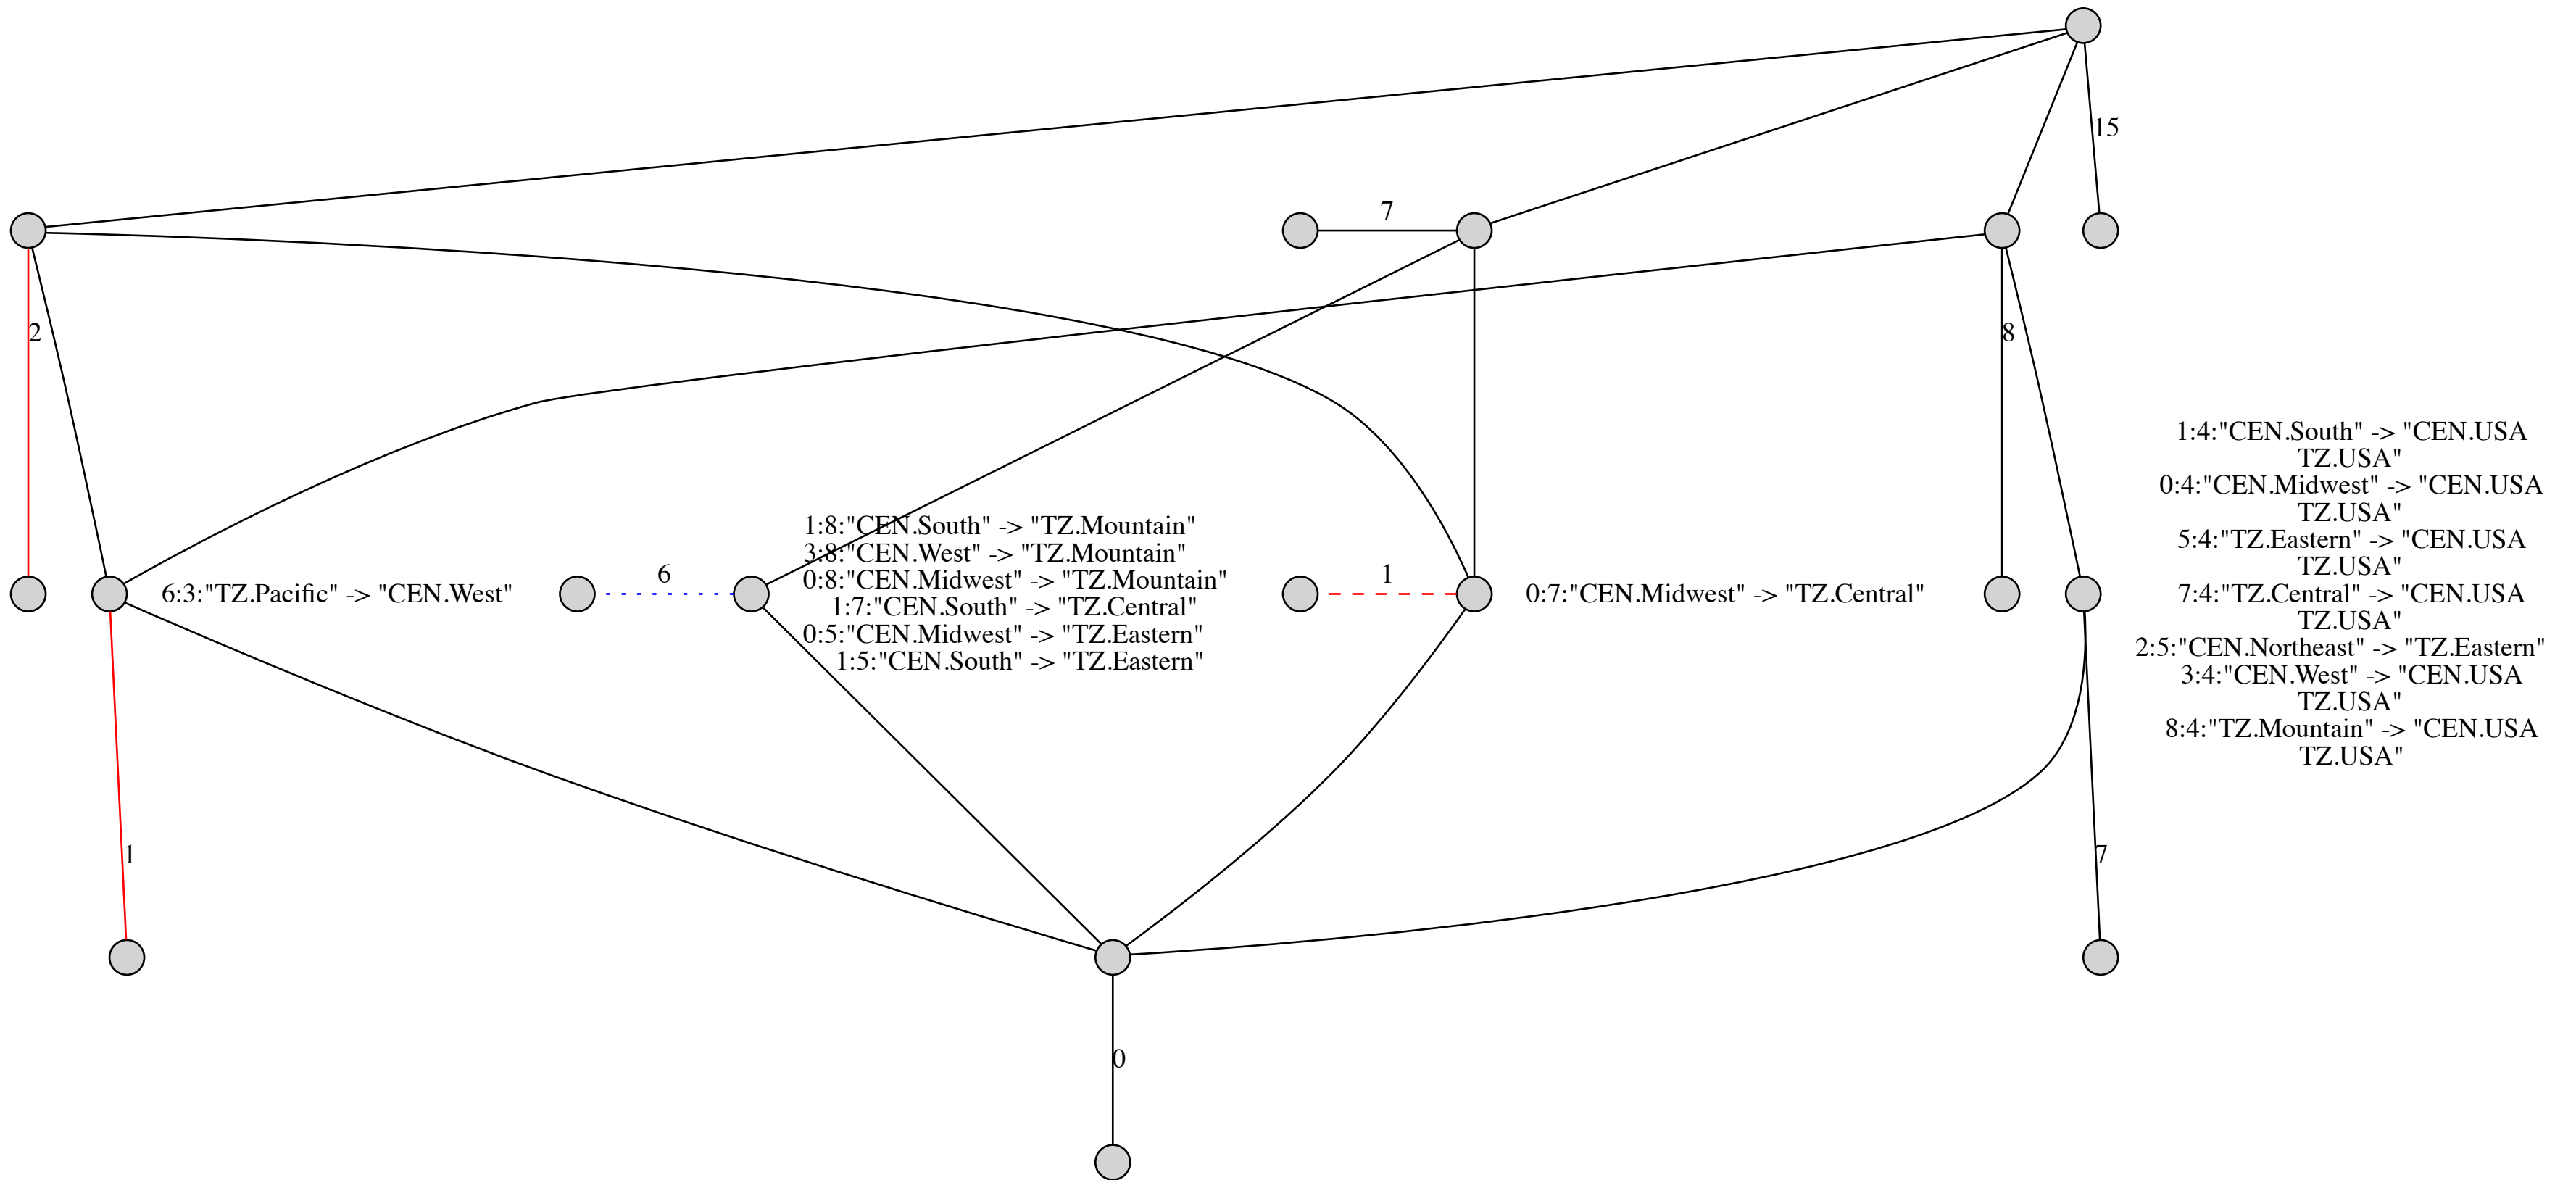 15
7
2
8
1:4:"CEN.South" -> "CEN.USA
TZ.USA"
0:4:"CEN.Midwest" -> "CEN.USA
TZ.USA"
5:4:"TZ.Eastern" -> "CEN.USA
TZ.USA"
7:4:"TZ.Central" -> "CEN.USA
TZ.USA"
2:5:"CEN.Northeast" -> "TZ.Eastern"
3:4:"CEN.West" -> "CEN.USA
TZ.USA"
8:4:"TZ.Mountain" -> "CEN.USA
TZ.USA"
6:3:"TZ.Pacific" -> "CEN.West"
6
1:8:"CEN.South" -> "TZ.Mountain"
3:8:"CEN.West" -> "TZ.Mountain"
0:8:"CEN.Midwest" -> "TZ.Mountain"
1:7:"CEN.South" -> "TZ.Central"
0:5:"CEN.Midwest" -> "TZ.Eastern"
1:5:"CEN.South" -> "TZ.Eastern"
1
0:7:"CEN.Midwest" -> "TZ.Central"
1
7
0